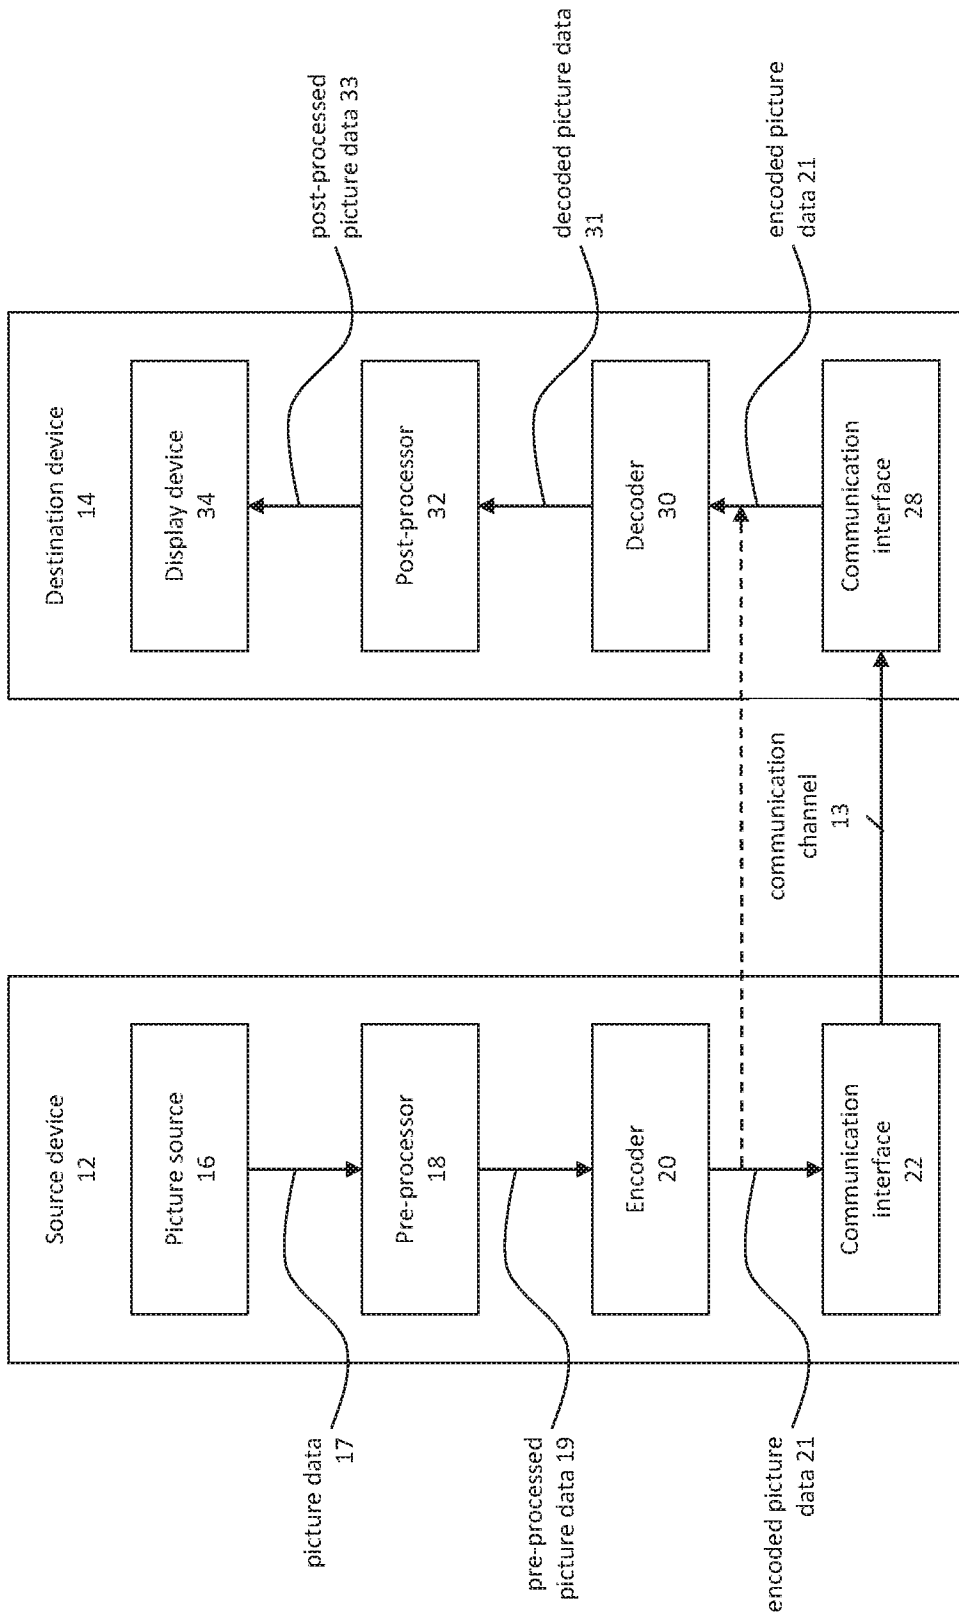 Source device
12
Picture source
16
picture data
17
Pre-processor
18
pre-processed
picture data 19
Encoder
20
encoded picture
data 21
Communication
interface
22
communication
channel
13
Destination device
14
Display device
34
post-processed
picture data 33
Post-processor
32
decoded picture data
31
Decoder
30
encoded picture
data 21
Communication
interface
28